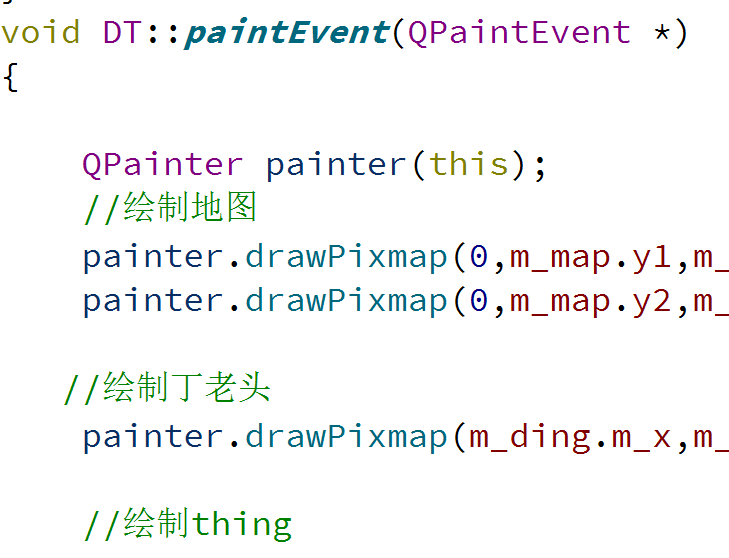 void DT::paintEvent(QPaintEvent *)
{
QPainter painter(this);
//绘制地图
painter.drawPixmap(0,m_map.y1,m_
painter.drawPixmap(0,m_map.y2,m_
//绘制丁老头
painter.drawPixmap(m_ding.m_x,m_
//绘制thing